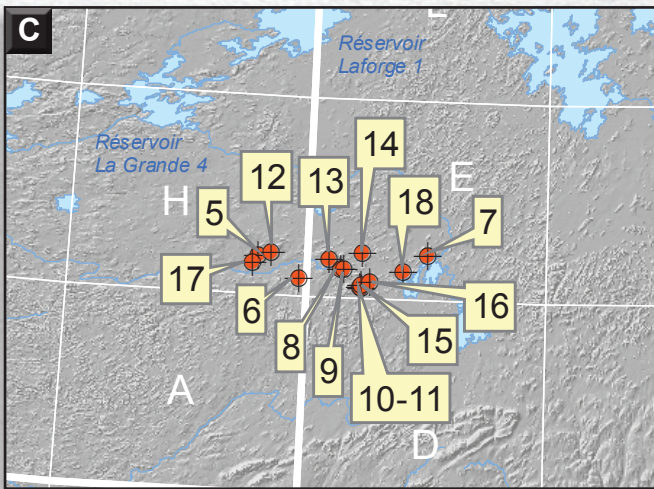 C
L
Réservoir
Laforge 1
Réservoir
La Grande 4
14
12
13
E
H
5
18
7
17
6
16
8
15
9
10-11
A
D